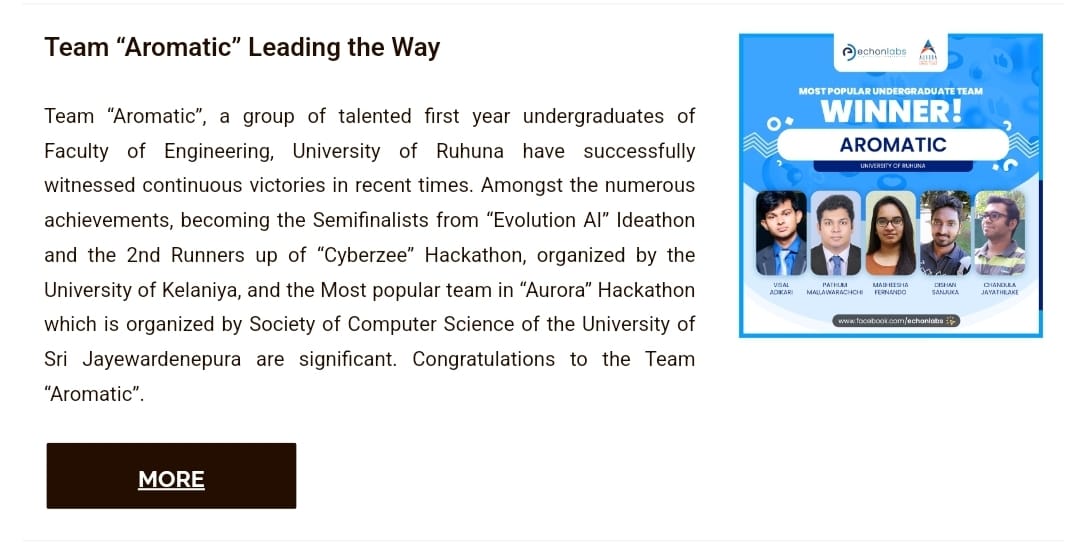 Team “Aromatic” Leading the Way
Team “Aromatic”, a group of talented first year undergraduates of
Faculty of Engineering, University of Ruhuna have successfully
witnessed continuous victories in recent times. Amongst the numerous
achievements, becoming the Semifinalists from “Evolution AI” Ideathon
and the 2nd Runners up of “Cyberzee” Hackathon, organized by the
University of Kelaniya, and the Most popular team in “Aurora” Hackathon
which is organized by Society of Computer Science of the University of
Sri Jayewardenepura are significant. Congratulations to the Team
“Aromatic”.
MORE
echonlabs
AURORA
MOST POPULAR UNDERGRADUATE TEAM
WINNER!
AROMATIC
UNIVERSITY OF RUHUNA
VISAL
ADIKARI
PATHUM
MALLAWARACHCHI
MASHEESHA
FERNANDO
DISHAN
SANJUKA
CHANDULA
JAYATHILAKE
www.facebook.com/echonlabs